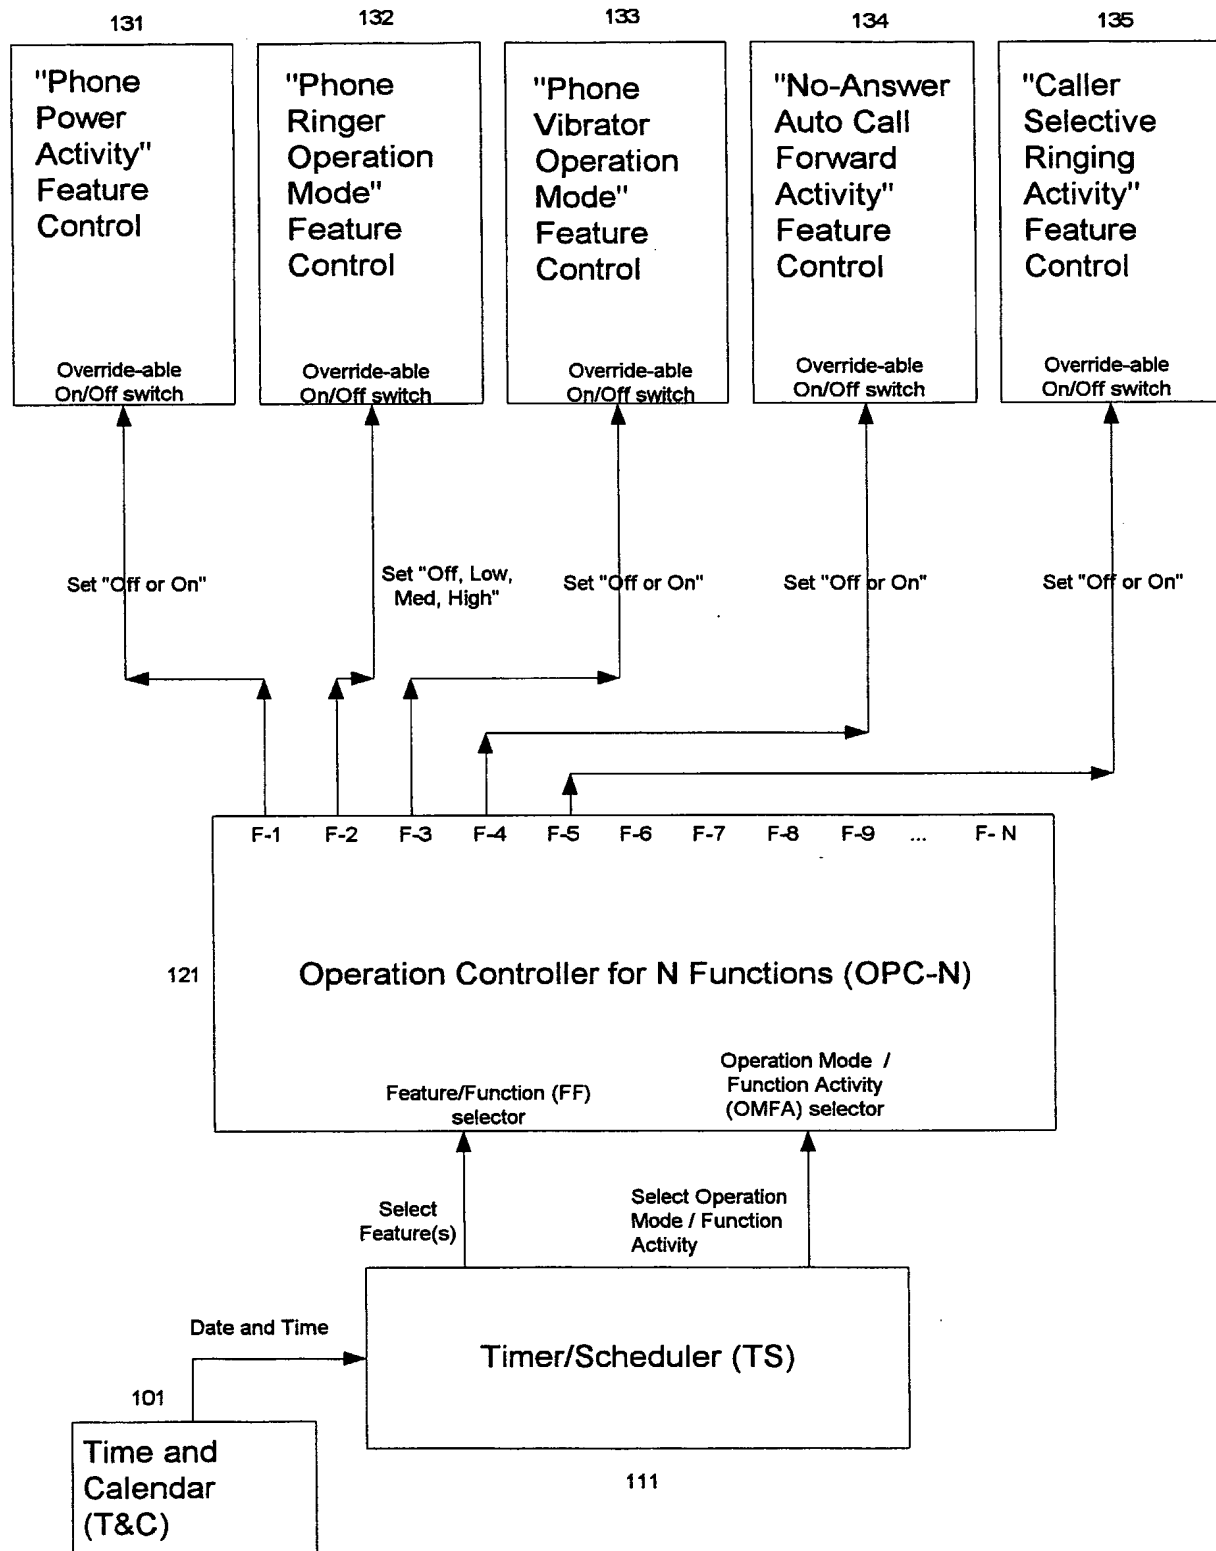 131
132
133
134
135
"Phone
Power
Activity"
Feature
Control
Override-able
On/Off switch
"Phone
Ringer
Operation
Mode"
Feature
Control
Override-able
On/Off switch
"Phone
Vibrator
Operation
Mode"
Feature
Control
Override-able
On/Off switch
"No-Answer
Auto Call
Forward
Activity"
Feature
Control
Override-able
On/Off switch
"Caller
Selective
Ringing
Activity"
Feature
Control
Override-able
On/Off switch
Set "Off or On"
Set "Off, Low,
Med, High"
Set "Off or On"
Set "Off or On"
Set "Off or On"
F-1 F-2 F-3 F-4 F-5 F-6 F-7 F-8 F-9 ... F- N
121
Operation Controller for N Functions (OPC-N)
Feature/Function (FF)
selector
Operation Mode /
Function Activity
(OMFA) selector
Select
Feature(s)
Select Operation
Mode / Function
Activity
Date and Time
Timer/Scheduler (TS)
111
101
Time and
Calendar
(T&C)